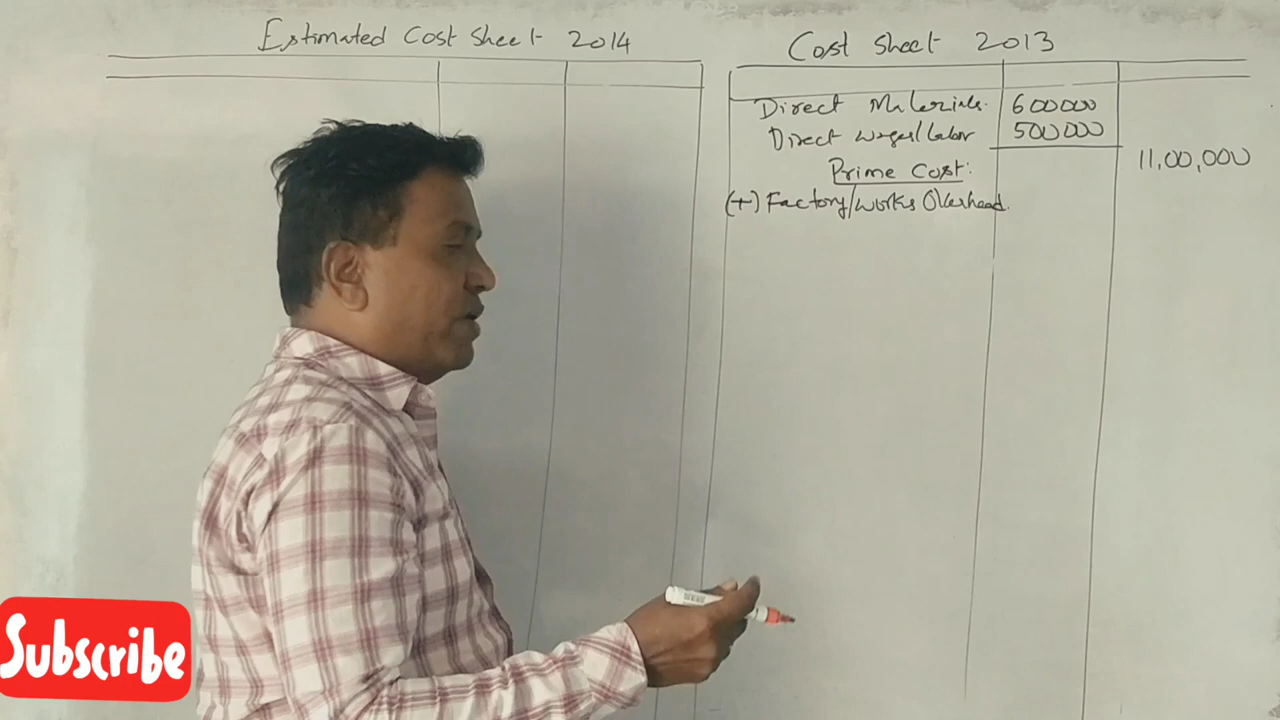 Estimated Cost Sheet 2014
Cost Sheet 2013
Direct Materials. 600000
Direct wages/Labor 500000
Prime Cost: 11,00,000
(+) Factory/works Overhead.
Subscribe